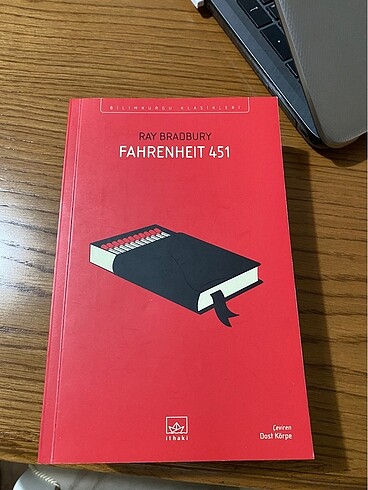 BİLİMKURGU KLASİKLERİ
RAY BRADBURY
FAHRENHEIT 451
Çeviren
Dost Körpe
ithaki